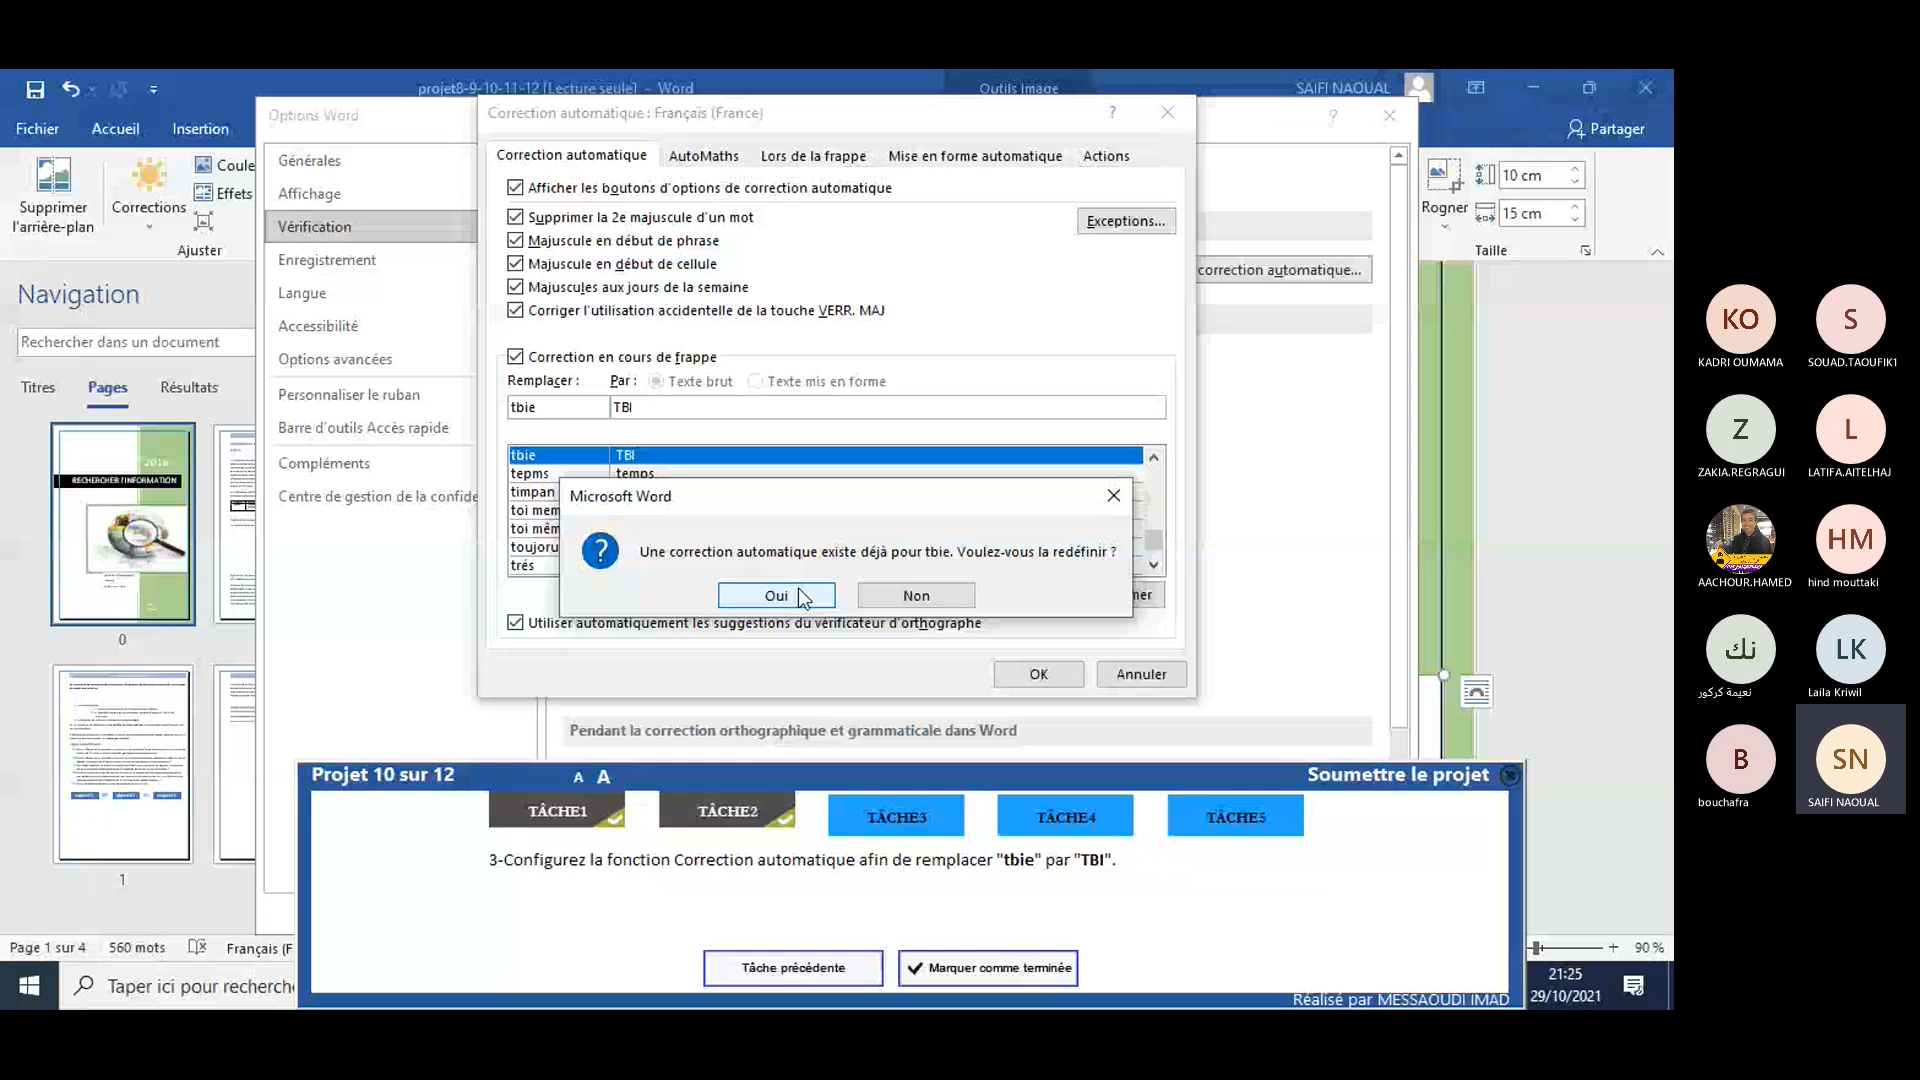 projet8-9-10-11-12 [Lecture seule] - Word
Outils Image
SAIFI NAOUAL
Fichier
Accueil
Insertion
Partager
Supprimer
l'arrière-plan
Corrections
Coule
Effets
Ajuster
Rogner
10 cm
15 cm
Taille
Navigation
Rechercher dans un document
Titres
Pages
Résultats
2016
RECHERCHER l'INFORMATION
0
1
Options Word
Générales
Affichage
Vérification
Enregistrement
Langue
Accessibilité
Options avancées
Personnaliser le ruban
Barre d'outils Accès rapide
Compléments
Centre de gestion de la confide
correction automatique...
Pendant la correction orthographique et grammaticale dans Word
Correction automatique : Français (France)
?
Correction automatique
AutoMaths
Lors de la frappe
Mise en forme automatique
Actions
Afficher les boutons d'options de correction automatique
Supprimer la 2e majuscule d'un mot
Exceptions...
Majuscule en début de phrase
Majuscule en début de cellule
Majuscules aux jours de la semaine
Corriger l'utilisation accidentelle de la touche VERR. MAJ
Correction en cours de frappe
Remplacer :
Par :
Texte brut
Texte mis en forme
tbie
TBI
tbie
TBI
tepms
temps
timpan
toi mem
toi mêm
toujoru
trés
mer
Utiliser automatiquement les suggestions du vérificateur d'orthographe
OK
Annuler
Microsoft Word
?
Une correction automatique existe déjà pour tbie. Voulez-vous la redéfinir ?
Oui
Non
Projet 10 sur 12
A A
Soumettre le projet
TÂCHE1
TÂCHE2
TÂCHE3
TÂCHE4
TÂCHE5
3-Configurez la fonction Correction automatique afin de remplacer "tbie" par "TBI".
Tâche précédente
Marquer comme terminée
Réalisé par MESSAOUDI IMAD
Page 1 sur 4
560 mots
Français (F
90 %
Taper ici pour recherche
21:25
29/10/2021
KO
KADRI OUMAMA
S
SOUAD.TAOUFIK1
Z
ZAKIA.REGRAGUI
L
LATIFA.AITELHAJ
AACHOUR.HAMED
HM
hind mouttaki
نك
نعيمة كركور
LK
Laila Kriwil
B
bouchafra
SN
SAIFI NAOUAL